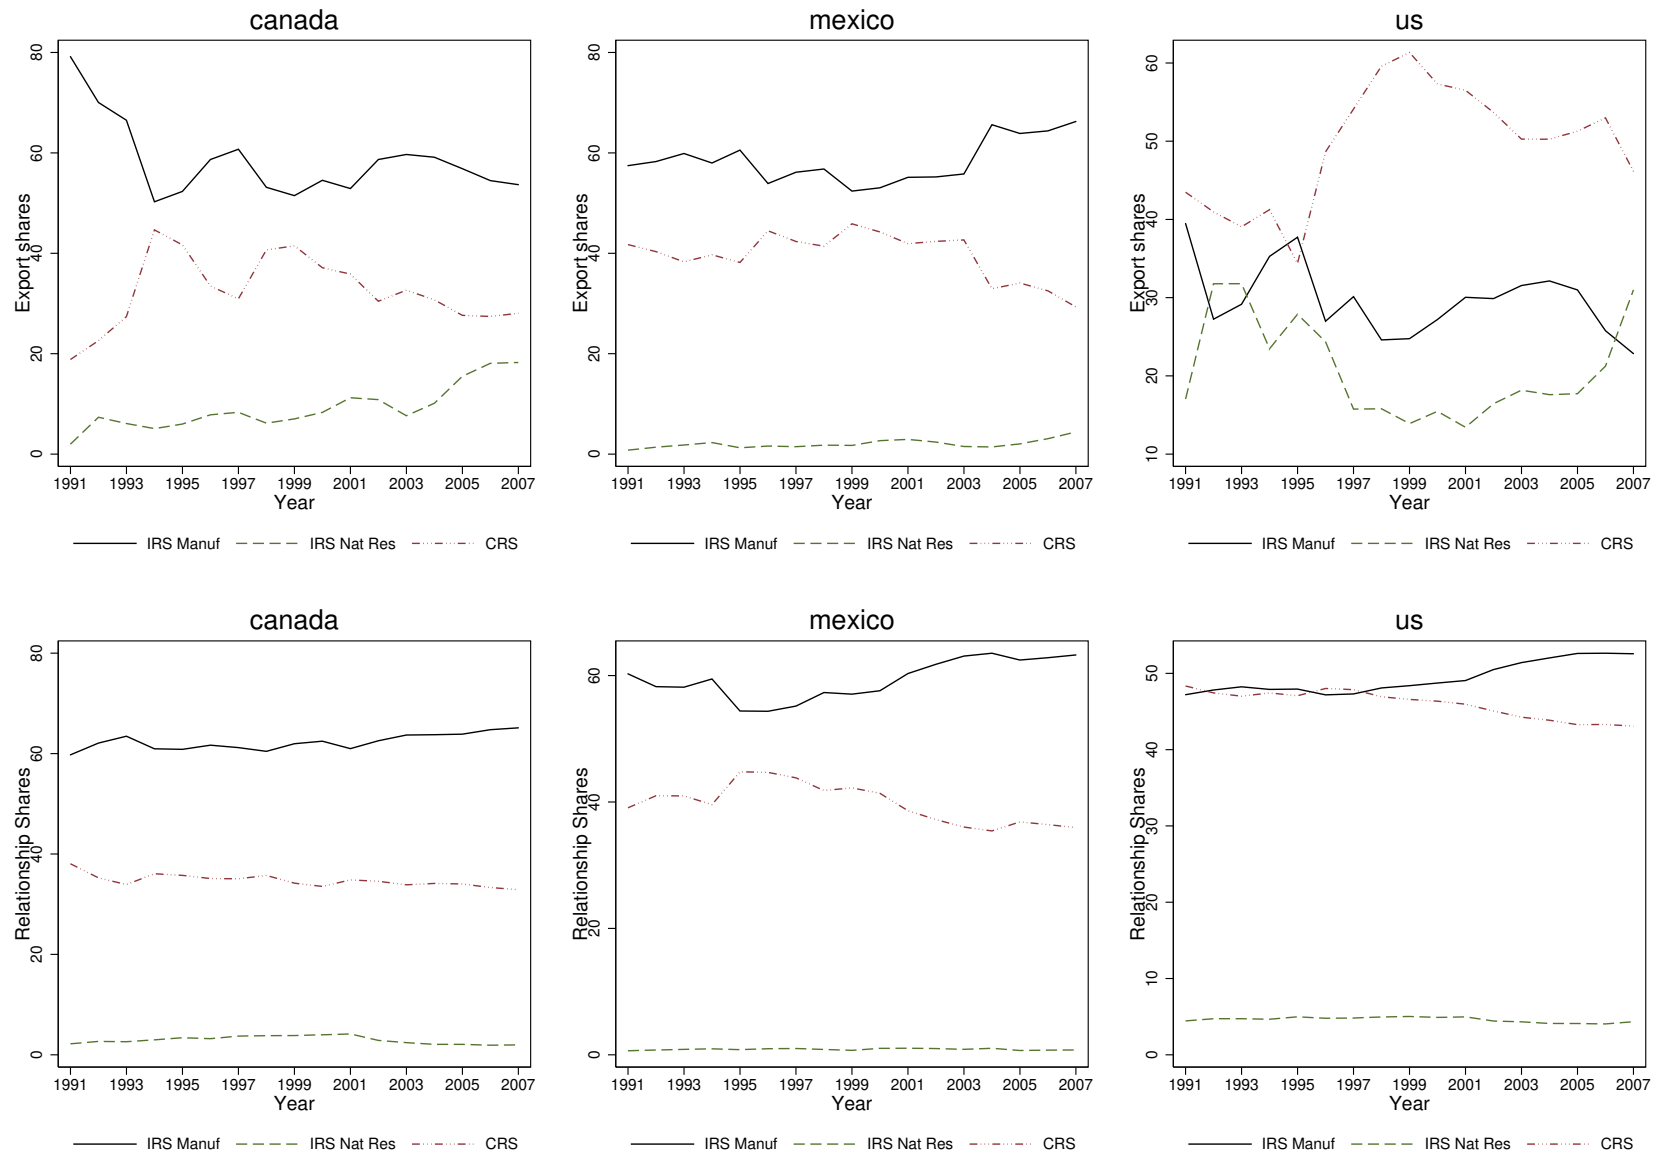 canada
mexico
us
Export shares
0 20 40 60 80
1991 1993 1995 1997 1999 2001 2003 2005 2007
Year
IRS Manuf IRS Nat Res CRS
Export shares
0 20 40 60 80
1991 1993 1995 1997 1999 2001 2003 2005 2007
Year
IRS Manuf IRS Nat Res CRS
Export shares
10 20 30 40 50 60
1991 1993 1995 1997 1999 2001 2003 2005 2007
Year
IRS Manuf IRS Nat Res CRS
canada
mexico
us
Relationship Shares
0 20 40 60 80
1991 1993 1995 1997 1999 2001 2003 2005 2007
Year
IRS Manuf IRS Nat Res CRS
Relationship Shares
0 20 40 60
1991 1993 1995 1997 1999 2001 2003 2005 2007
Year
IRS Manuf IRS Nat Res CRS
Relationship Shares
0 10 20 30 40 50
1991 1993 1995 1997 1999 2001 2003 2005 2007
Year
IRS Manuf IRS Nat Res CRS